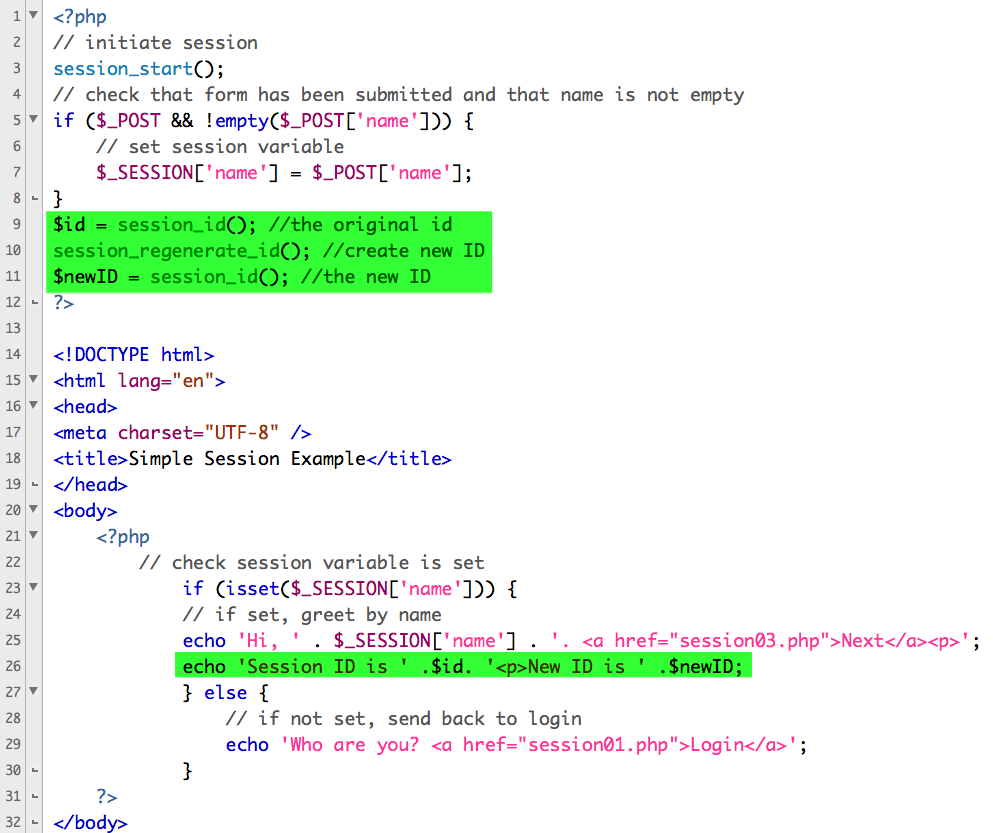 1 <?php
2 // initiate session
3 session_start();
4 // check that form has been submitted and that name is not empty
5 if ($_POST && !empty($_POST['name'])) {
6 // set session variable
7 $_SESSION['name'] = $_POST['name'];
8 }
9 $id = session_id(); //the original id
10 session_regenerate_id(); //create new ID
11 $newID = session_id(); //the new ID
12 ?>
13
14 <!DOCTYPE html>
15 <html lang="en">
16 <head>
17 <meta charset="UTF-8" />
18 <title>Simple Session Example</title>
19 </head>
20 <body>
21 <?php
22 // check session variable is set
23 if (isset($_SESSION['name'])) {
24 // if set, greet by name
25 echo 'Hi, ' . $_SESSION['name'] . '. <a href="session03.php">Next</a><p>';
26 echo 'Session ID is ' .$id. '<p>New ID is ' .$newID;
27 } else {
28 // if not set, send back to login
29 echo 'Who are you? <a href="session01.php">Login</a>';
30 }
31 ?>
32 </body>